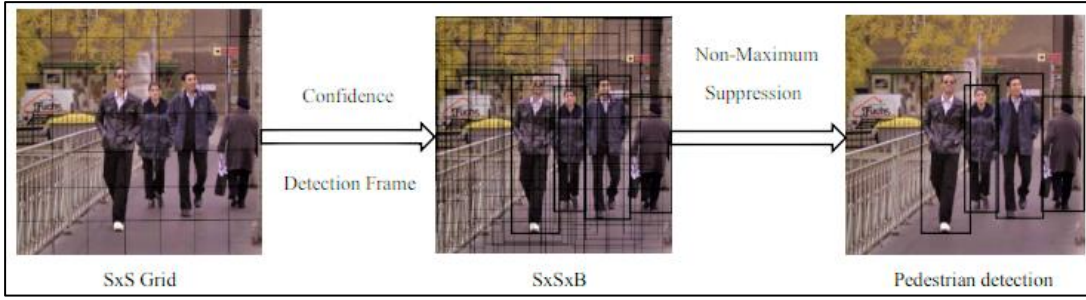 Confidence
Detection Frame
Non-Maximum
Suppression
SxS Grid
SxSxB
Pedestrian detection